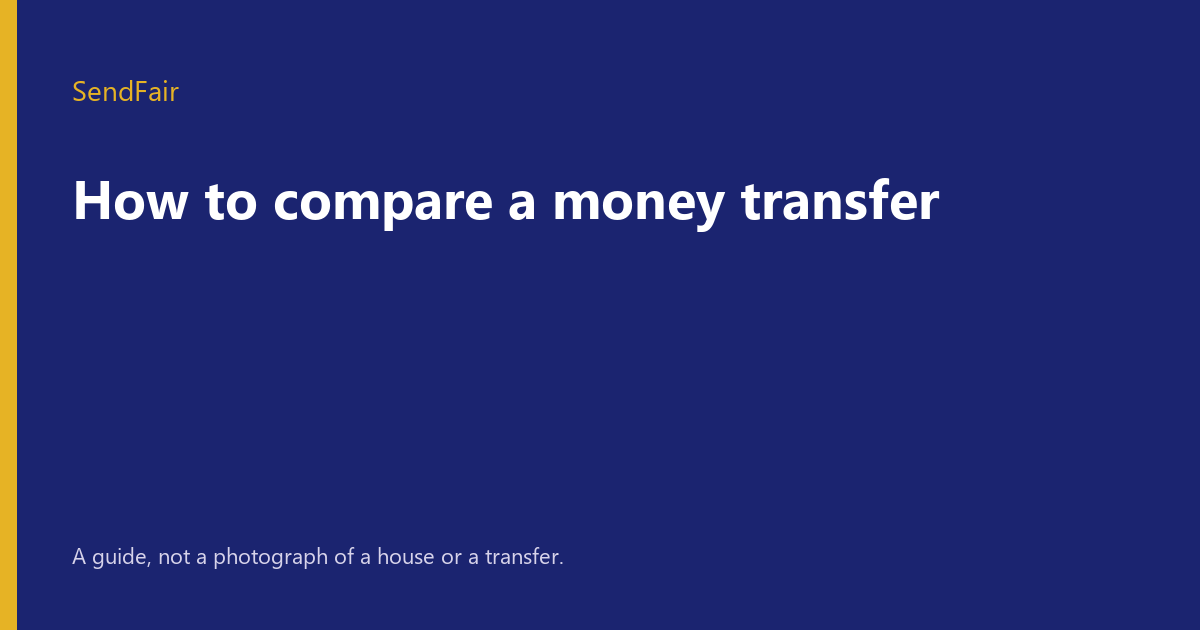 SendFair
How to compare a money transfer
A guide, not a photograph of a house or a transfer.